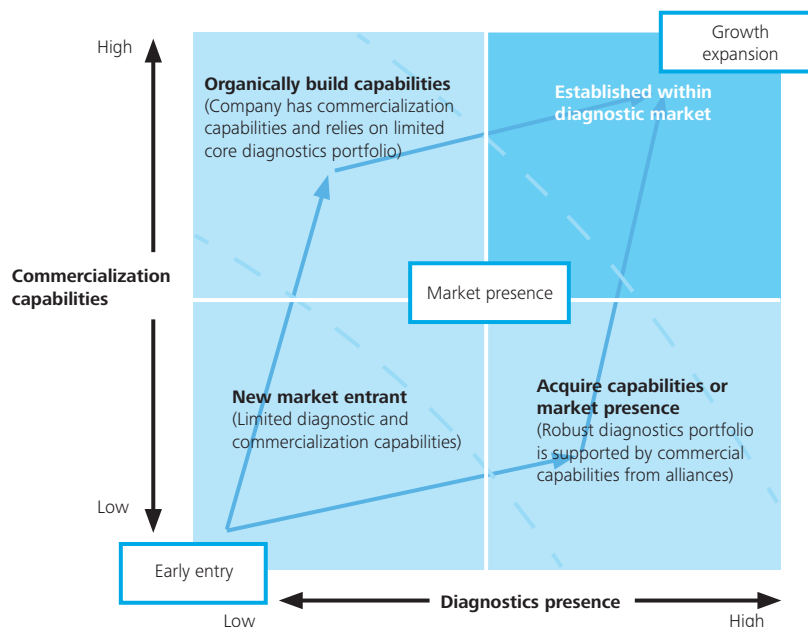 Growth
expansion
High
Organically build capabilities
(Company has commercialization
capabilities and relies on limited
core diagnostics portfolio)
Established within
diagnostic market
Commercialization
capabilities
Market presence
New market entrant
(Limited diagnostic and
commercialization capabilities)
Acquire capabilities or
market presence
(Robust diagnostics portfolio
is supported by commercial
capabilities from alliances)
Low
Early entry
Diagnostics presence
Low
High